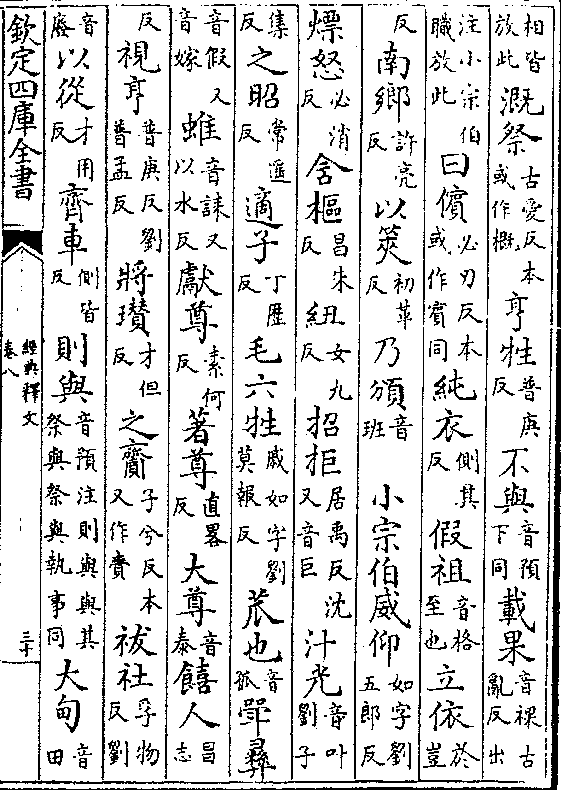 相皆放此溉祭古愛反本或作概亨牲普庚反不與音預下同載果音祼古亂反出
注小宗伯職放此曰儐必刃反本或作賓同純衣側其反假祖音格至也立依於豈
反南鄉許亮反以筴初革反乃頒音班小宗伯威仰如字劉五郎反
熛怒必消反含樞昌朱反紐女九反招拒居禹反沈又音巨汁光音叶劉子
集反之昭常遥反適子丁歷反毛六牲戚如字劉莫報反苽也音孤斝彝
音假又音嫁蜼音誄又以水反獻尊素何反著尊直畧反大尊音泰饎人昌志
反視亨普庚反劉普孟反將瓚才但反之齎子兮反本又作賷祓社孚物反劉
音廢以從才用反齊車側皆反則與音預注則與與其祭與祭與執事同大甸音田
欽定四庫全書
經典釋文
卷八
三十